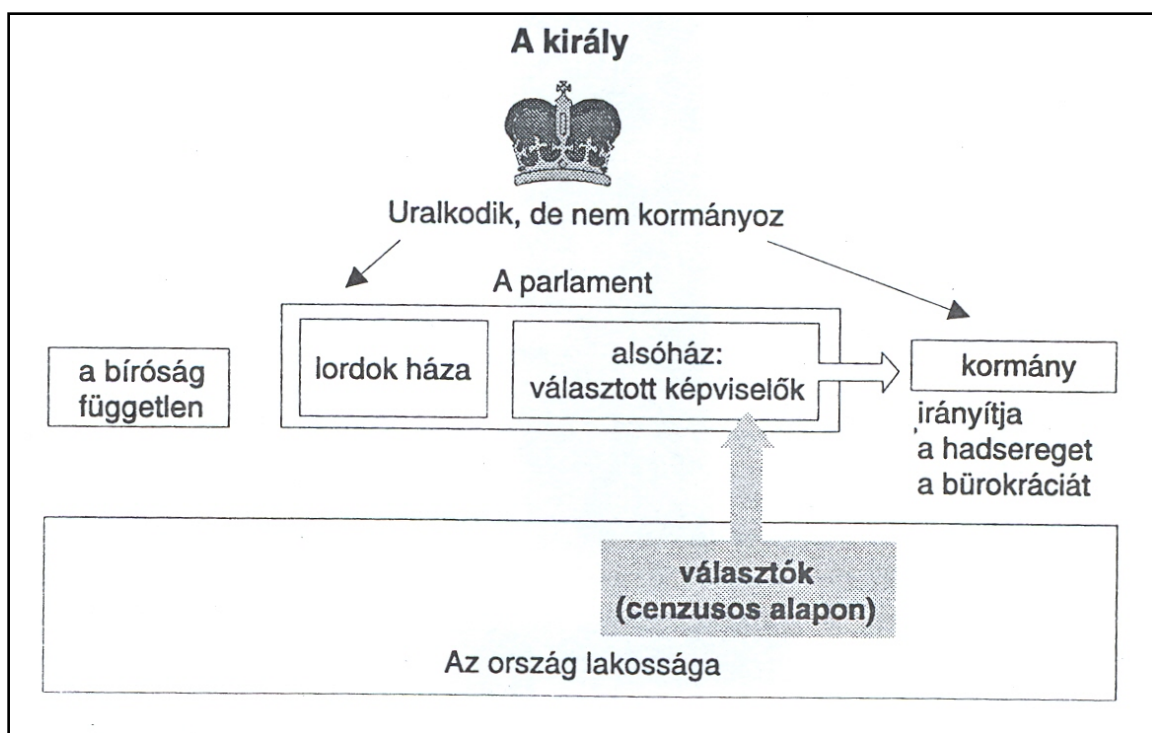 A király
Uralkodik, de nem kormányoz
A parlament
a bíróság
független
lordok háza
alsóház:
választott képviselők
kormány
irányítja
a hadsereget
a bürokráciát
választók
(cenzusos alapon)
Az ország lakossága